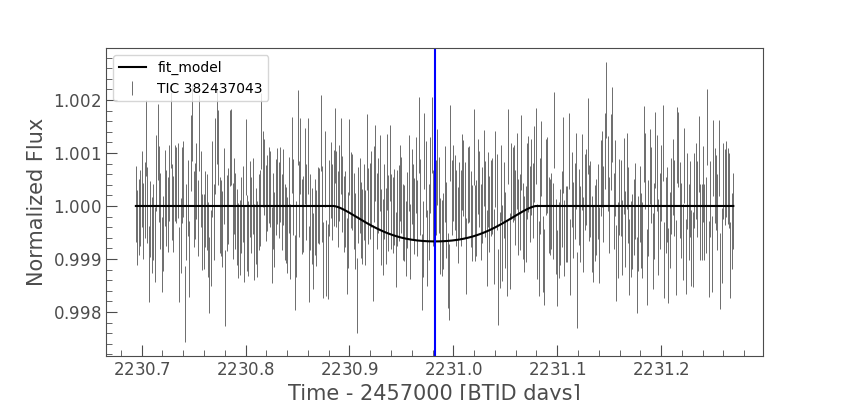 fit_model
TIC 382437043
Normalized Flux
1.002
1.001
1.000
0.999
0.998
2230.7 2230.8 2230.9 2231.0 2231.1 2231.2
Time - 2457000 [BTJD days]